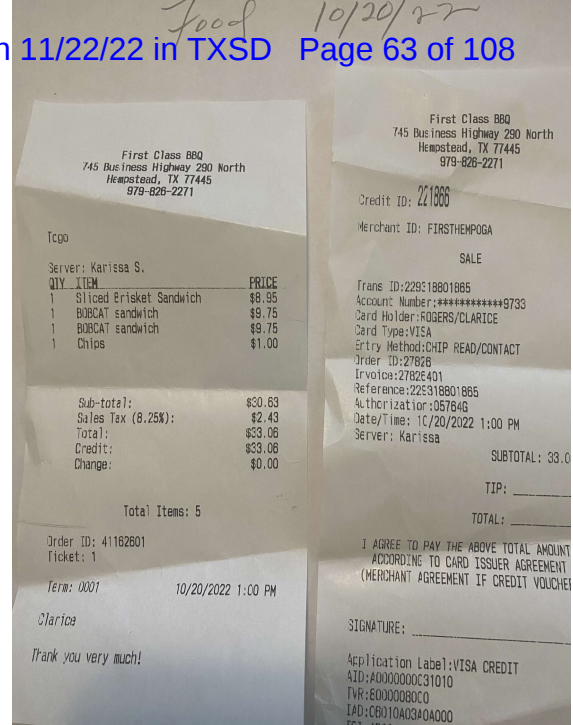 Food 10/20/22
n 11/22/22 in TXSD Page 63 of 108
First Class BBQ
745 Business Highway 290 North
Hempstead, TX 77445
979-826-2271
Togo
Server: Karissa S.
QTY ITEM PRICE
1 Sliced Brisket Sandwich $8.95
1 BOBCAT sandwich $9.75
1 BOBCAT sandwich $9.75
1 Chips $1.00
Sub-total: $30.63
Sales Tax (8.25%): $2.43
Total: $33.06
Credit: $33.06
Change: $0.00
Total Items: 5
Order ID: 41162601
Ticket: 1
Term: 0001 10/20/2022 1:00 PM
Clarice
Thank you very much!
First Class BBQ
745 Business Highway 290 North
Hempstead, TX 77445
979-826-2271
Credit ID: 221866
Merchant ID: FIRSTHEMPOGA
SALE
Trans ID:229318801865
Account Number:************9733
Card Holder:ROGERS/CLARICE
Card Type:VISA
Entry Method:CHIP READ/CONTACT
Order ID:27826
Invoice:27826401
Reference:229318801865
Authorization:05764G
Date/Time: 10/20/2022 1:00 PM
Server: Karissa
SUBTOTAL: 33.0
TIP:
TOTAL:
I AGREE TO PAY THE ABOVE TOTAL AMOUNT
ACCORDING TO CARD ISSUER AGREEMENT
(MERCHANT AGREEMENT IF CREDIT VOUCHER
SIGNATURE:
Application Label:VISA CREDIT
AID:A0000000031010
TVR:8000008000
IAD:06010A03A0A000